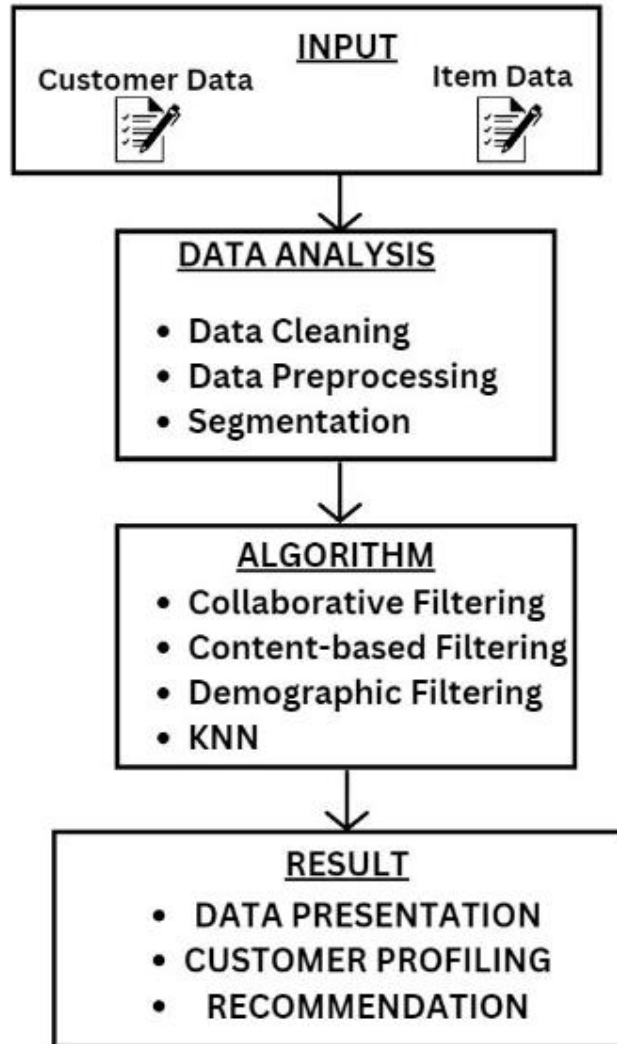 INPUT
Customer Data
Item Data
DATA ANALYSIS
• Data Cleaning
• Data Preprocessing
• Segmentation
ALGORITHM
• Collaborative Filtering
• Content-based Filtering
• Demographic Filtering
• KNN
RESULT
• DATA PRESENTATION
• CUSTOMER PROFILING
• RECOMMENDATION